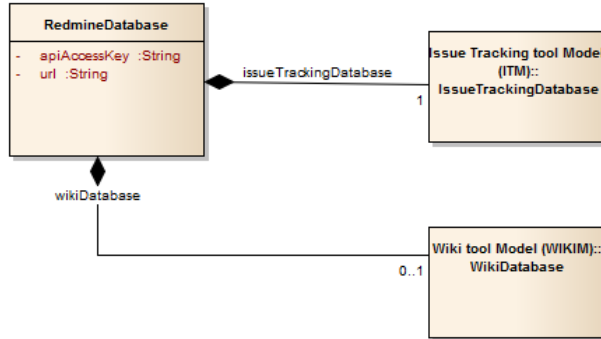 RedmineDatabase
- apiAccessKey :String
- url :String
issueTrackingDatabase
1
Issue Tracking tool Model
(ITM)::
IssueTrackingDatabase
wikiDatabase
0..1
Wiki tool Model (WIKIM)::
WikiDatabase